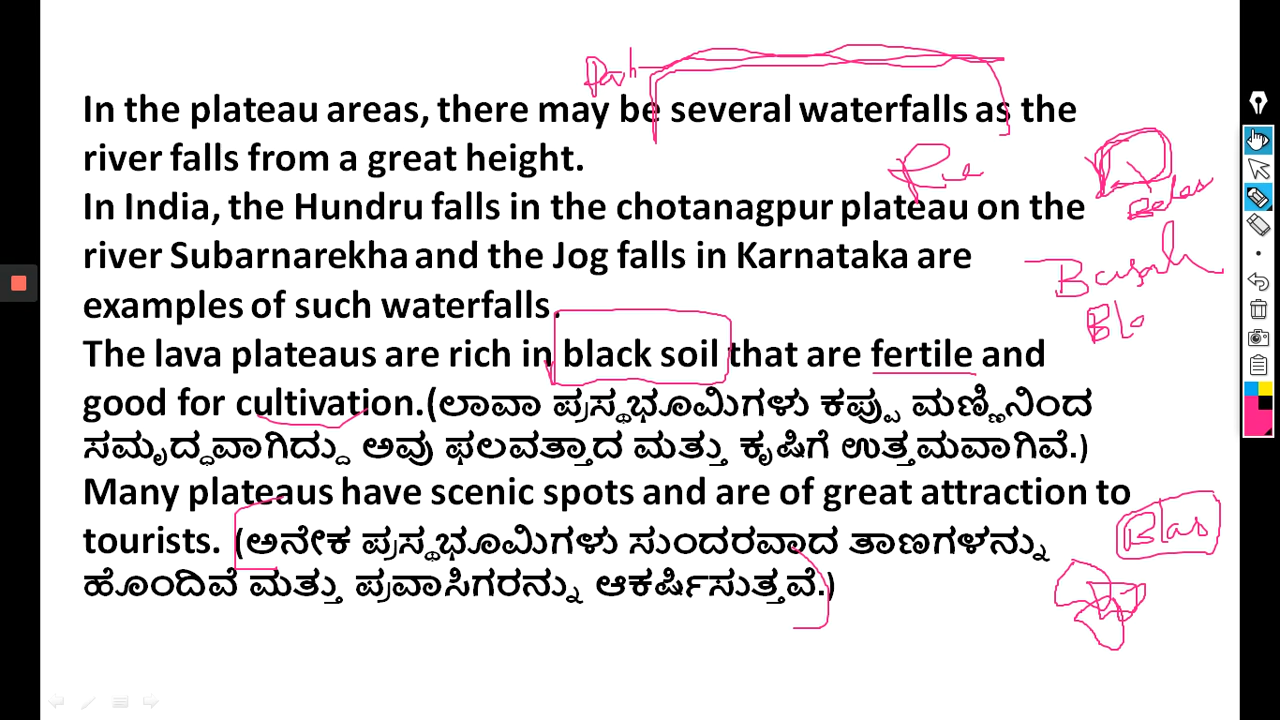 In the plateau areas, there may be several waterfalls as the
river falls from a great height.
In India, the Hundru falls in the chotanagpur plateau on the
river Subarnarekha and the Jog falls in Karnataka are
examples of such waterfalls.
The lava plateaus are rich in black soil that are fertile and
good for cultivation.(ಲಾವಾ ಪ್ರಸ್ಥಭೂಮಿಗಳು ಕಪ್ಪು ಮಣ್ಣಿನಿಂದ
ಸಮೃದ್ಧವಾಗಿದ್ದು ಅವು ಫಲವತ್ತಾದ ಮತ್ತು ಕೃಷಿಗೆ ಉತ್ತಮವಾಗಿವೆ.)
Many plateaus have scenic spots and are of great attraction to
tourists. (ಅನೇಕ ಪ್ರಸ್ಥಭೂಮಿಗಳು ಸುಂದರವಾದ ತಾಣಗಳನ್ನು
ಹೊಂದಿವೆ ಮತ್ತು ಪ್ರವಾಸಿಗರನ್ನು ಆಕರ್ಷಿಸುತ್ತವೆ.)
Blas